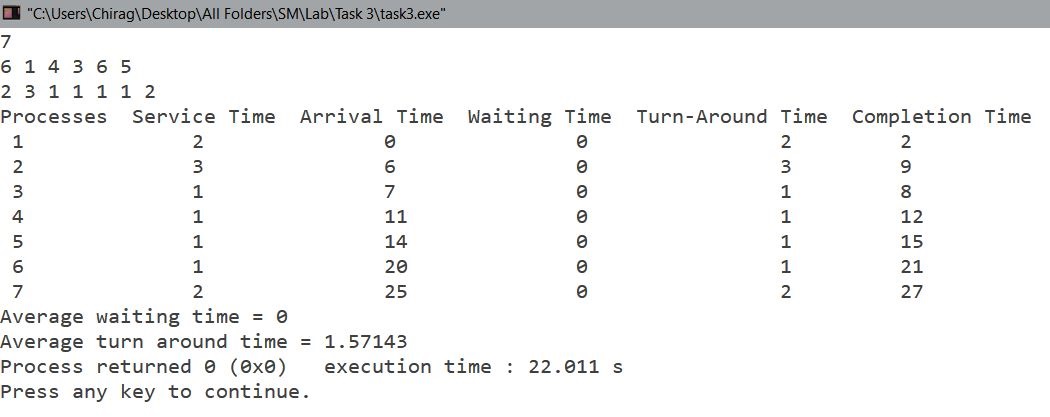 "C:\Users\Chirag\Desktop\All Folders\SM\Lab\Task 3\task3.exe"
7
6 1 4 3 6 5
2 3 1 1 1 1 2
Processes  Service Time  Arrival Time  Waiting Time  Turn-Around Time  Completion Time
1 2 0 0 2 2
2 3 6 0 3 9
3 1 7 0 1 8
4 1 11 0 1 12
5 1 14 0 1 15
6 1 20 0 1 21
7 2 25 0 2 27
Average waiting time = 0
Average turn around time = 1.57143
Process returned 0 (0x0)   execution time : 22.011 s
Press any key to continue.